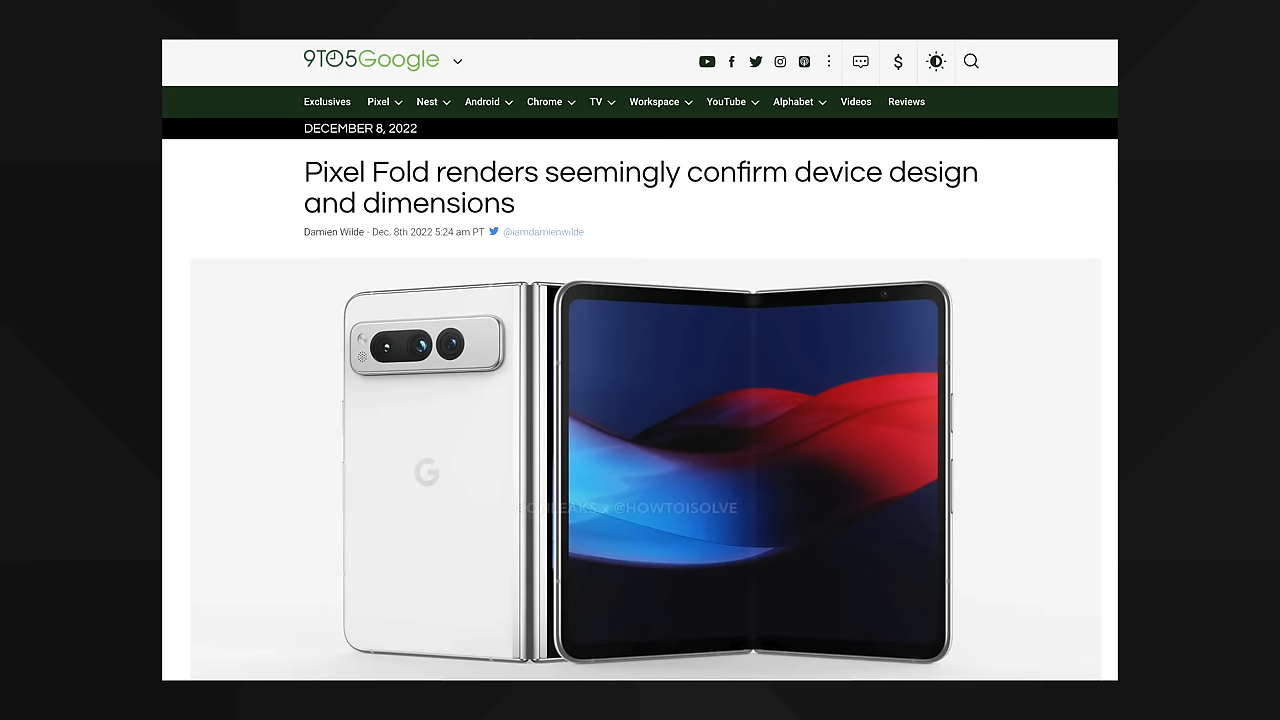 9TO5Google
Exclusives Pixel Nest Android Chrome TV Workspace YouTube Alphabet Videos Reviews
DECEMBER 8, 2022
Pixel Fold renders seemingly confirm device design
and dimensions
Damien Wilde - Dec. 8th 2022 5:24 am PT @iamdamienwilde
G
@ONLEAKS x @HOWTOISOLVE